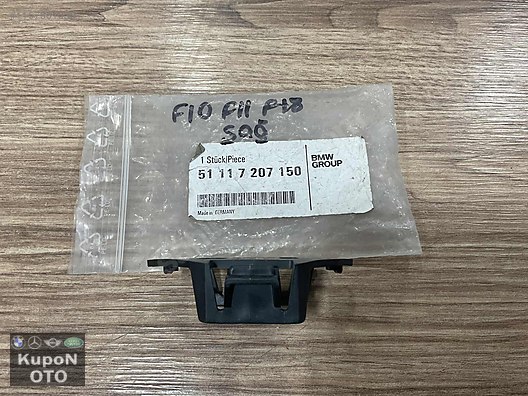 F10 F11 F18
SAĞ
1 Stück/Piece
51 11 7 207 150
BMW
GROUP
Made in GERMANY
KupoN
OTO